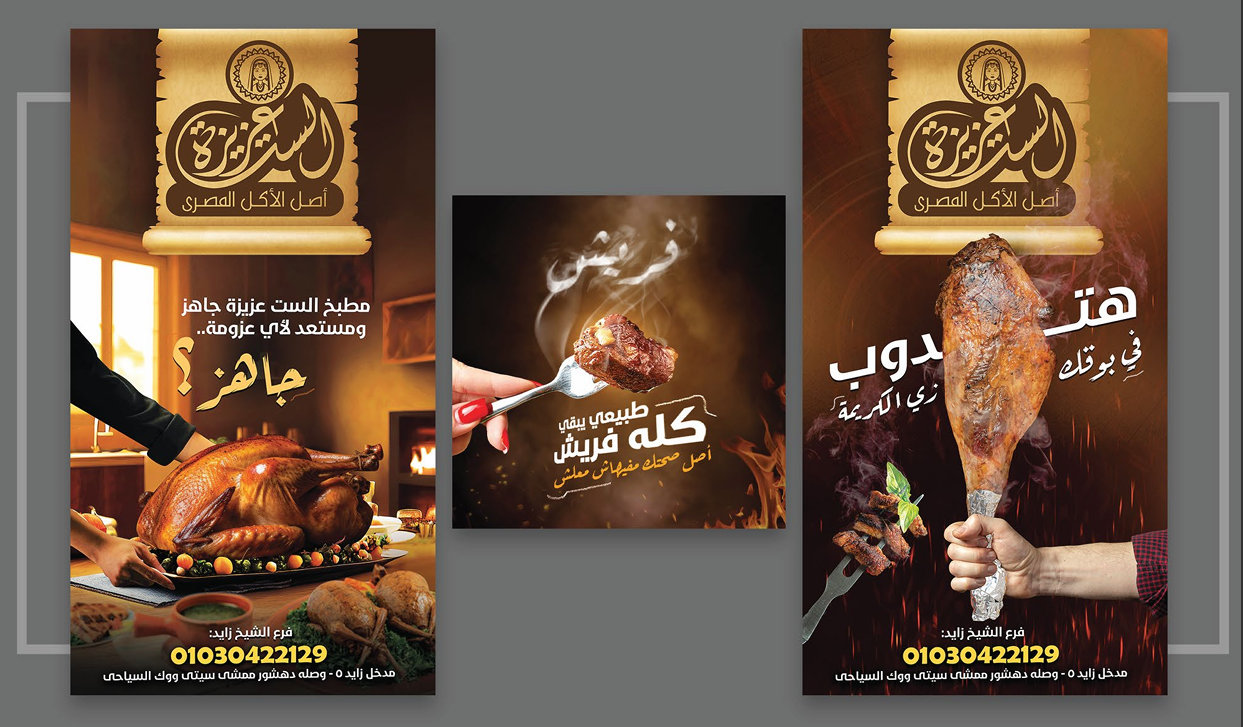 الست عزيزة
أصل الأكل المصرى
مطبخ الست عزيزة جاهز
ومستعد لأي عزومة..
جاهز؟
فرع الشيخ زايد:
01030422129
مدخل زايد ٥ - وصله دهشور ممشى سيتى ووك السياحى
فريش
طبيعي يبقي
كله فريش
أصل صحتك مفيهاش معلش
الست عزيزة
أصل الأكل المصرى
هتـدوب
في بوقك
زي الكريمة
فرع الشيخ زايد:
01030422129
مدخل زايد ٥ - وصله دهشور ممشى سيتى ووك السياحى